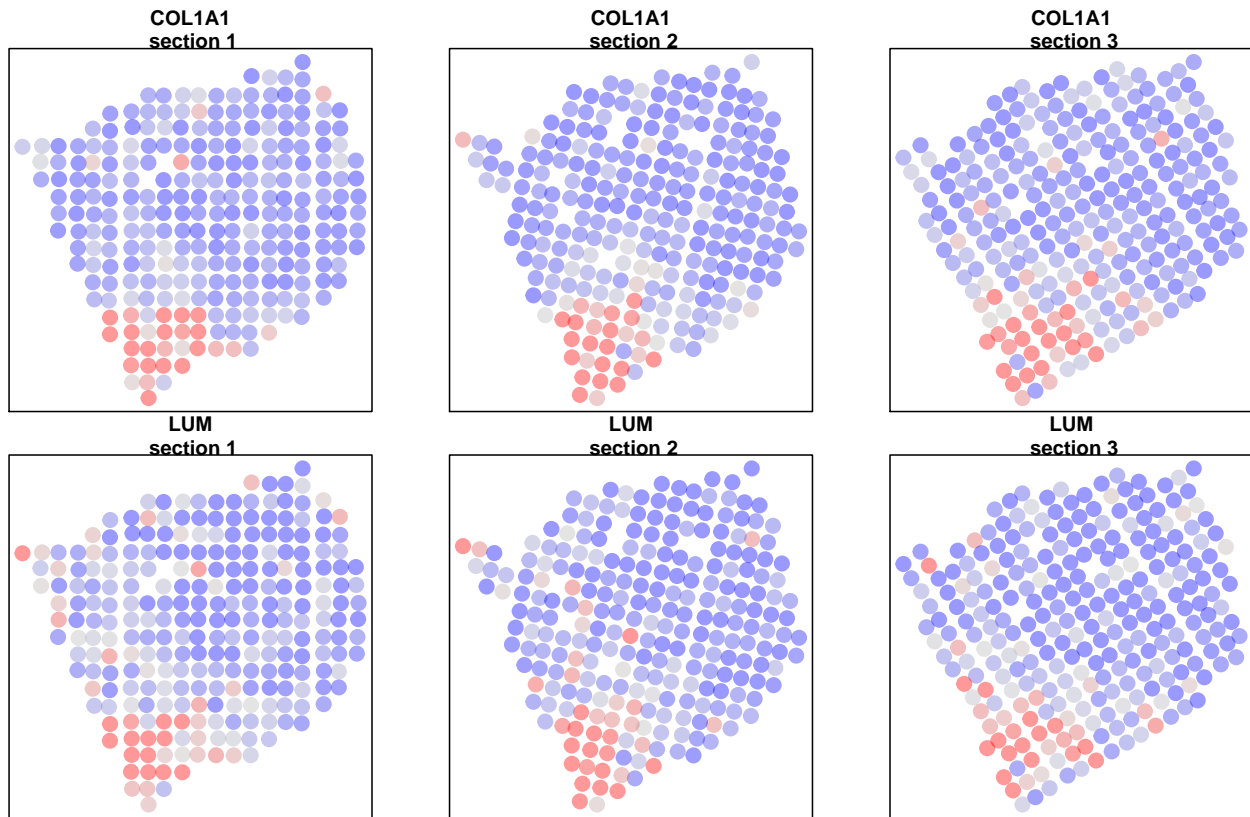 COL1A1
section 1
COL1A1
section 2
COL1A1
section 3
LUM
section 1
LUM
section 2
LUM
section 3